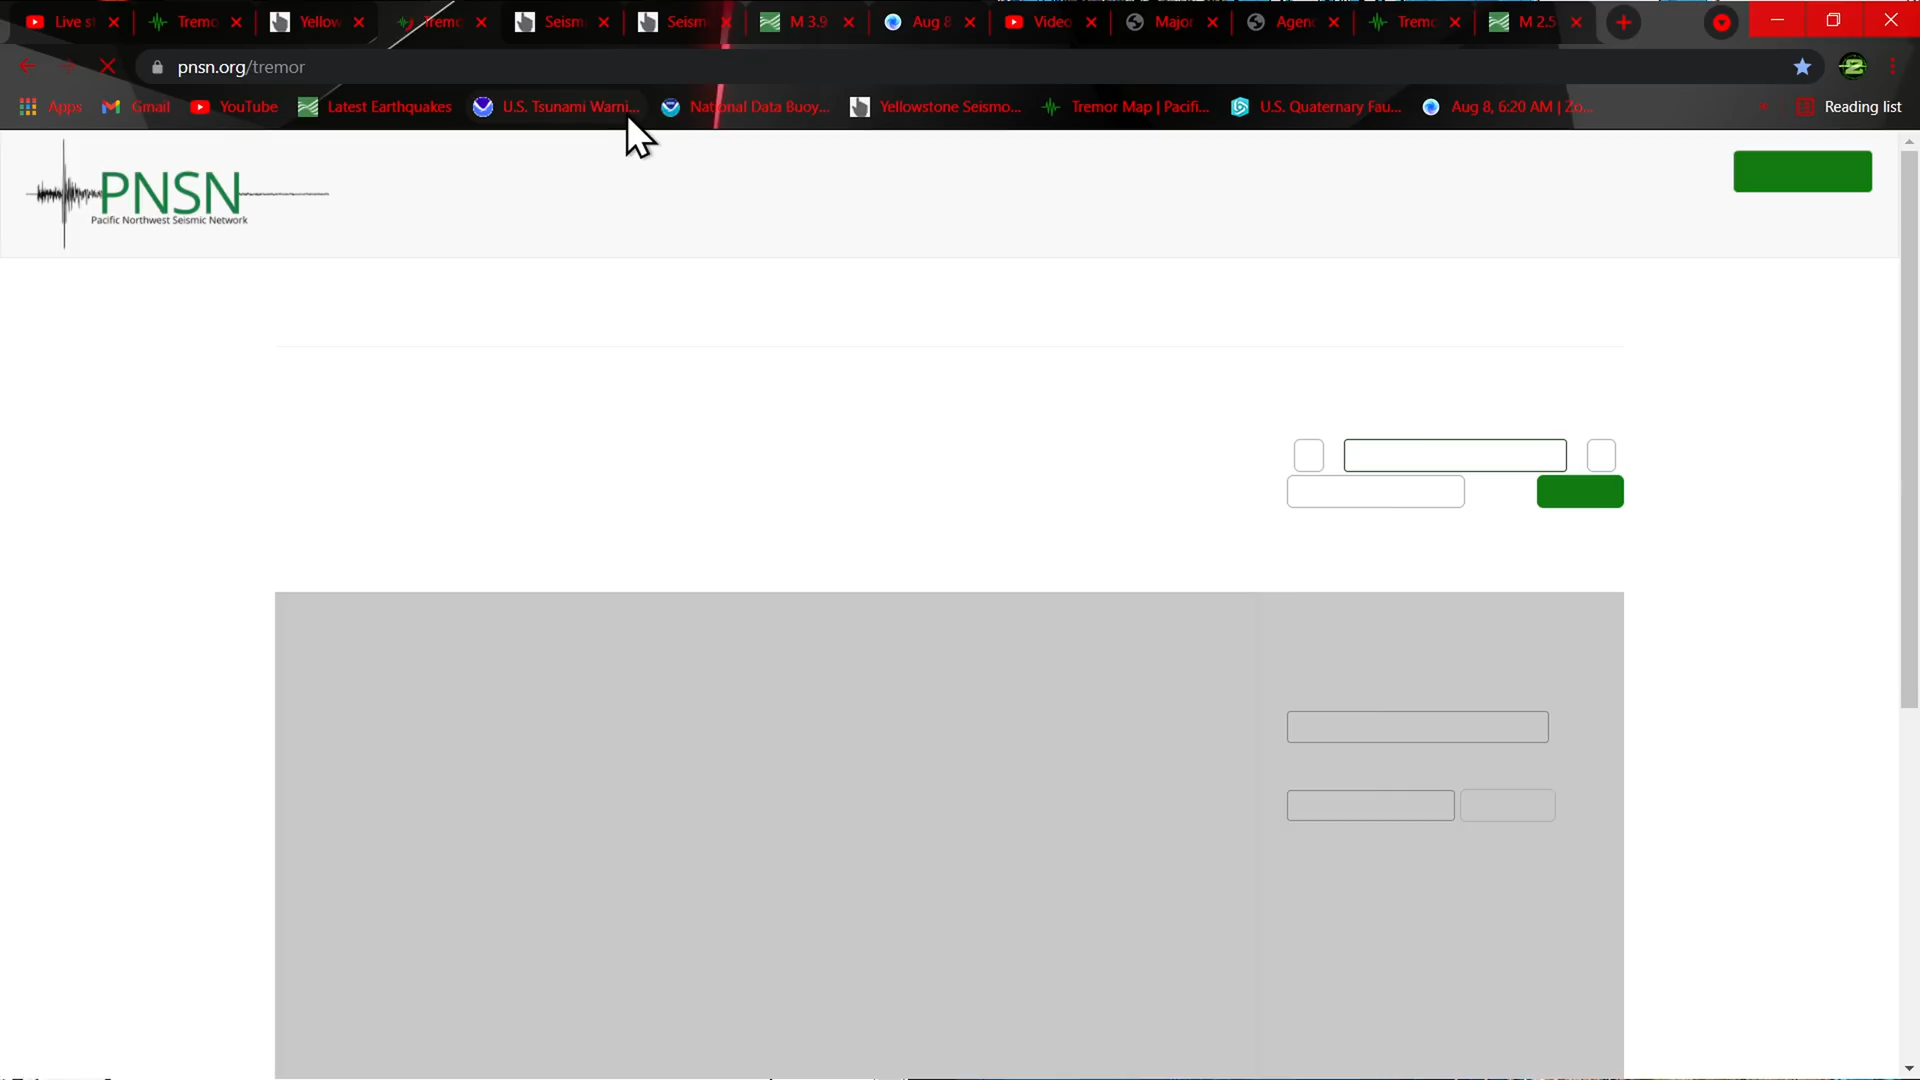 Live st Tremo Yellow Tremo Seism Seism M 3.9 Aug 8 Video Major Agen Tremo M 2.5
pnsn.org/tremor
Apps Gmail YouTube Latest Earthquakes U.S. Tsunami Warni... National Data Buoy... Yellowstone Seismo... Tremor Map | Pacifi... U.S. Quaternary Fau... Aug 8, 6:20 AM | Zo... Reading list
PNSN
Pacific Northwest Seismic Network